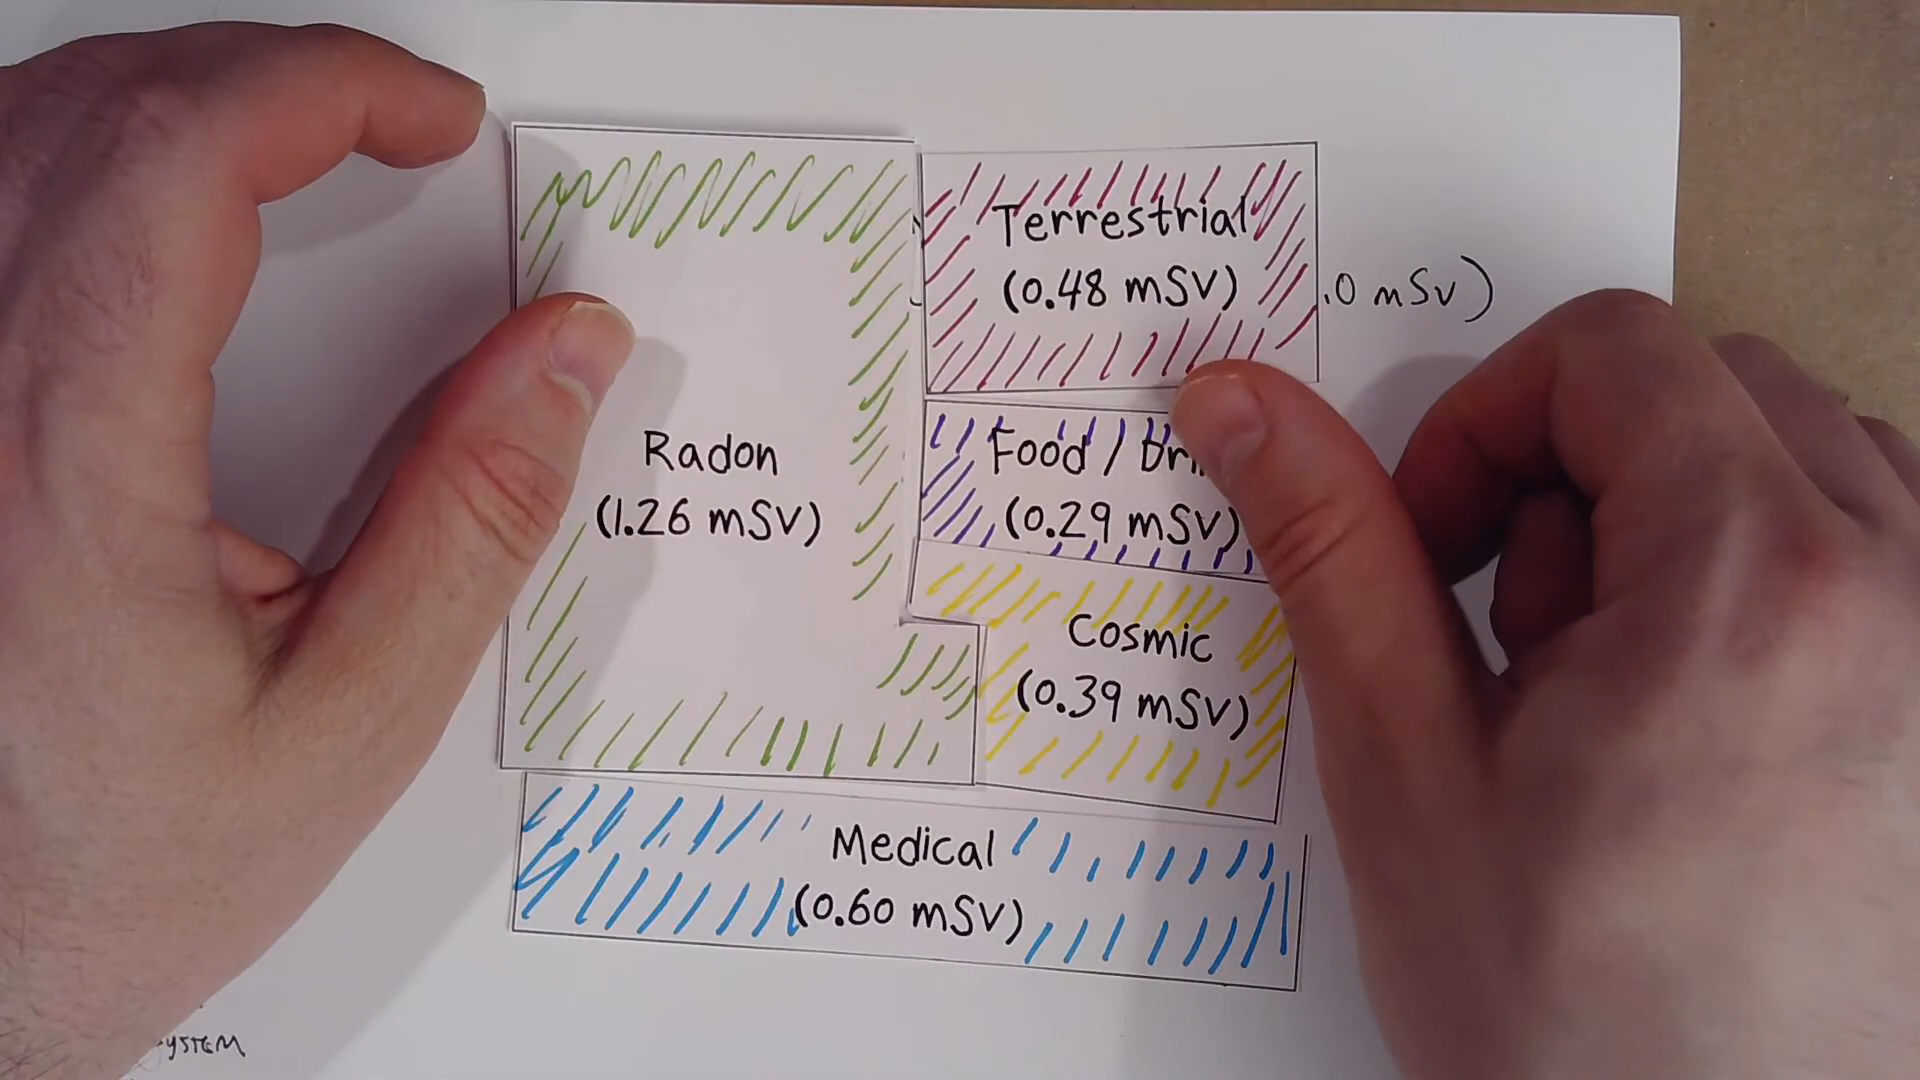 Terrestrial
(0.48 mSV)
.0 mSv)
Radon
(1.26 mSV)
Food /
(0.29 mSV)
Cosmic
(0.39 mSV)
Medical
(0.60 mSV)